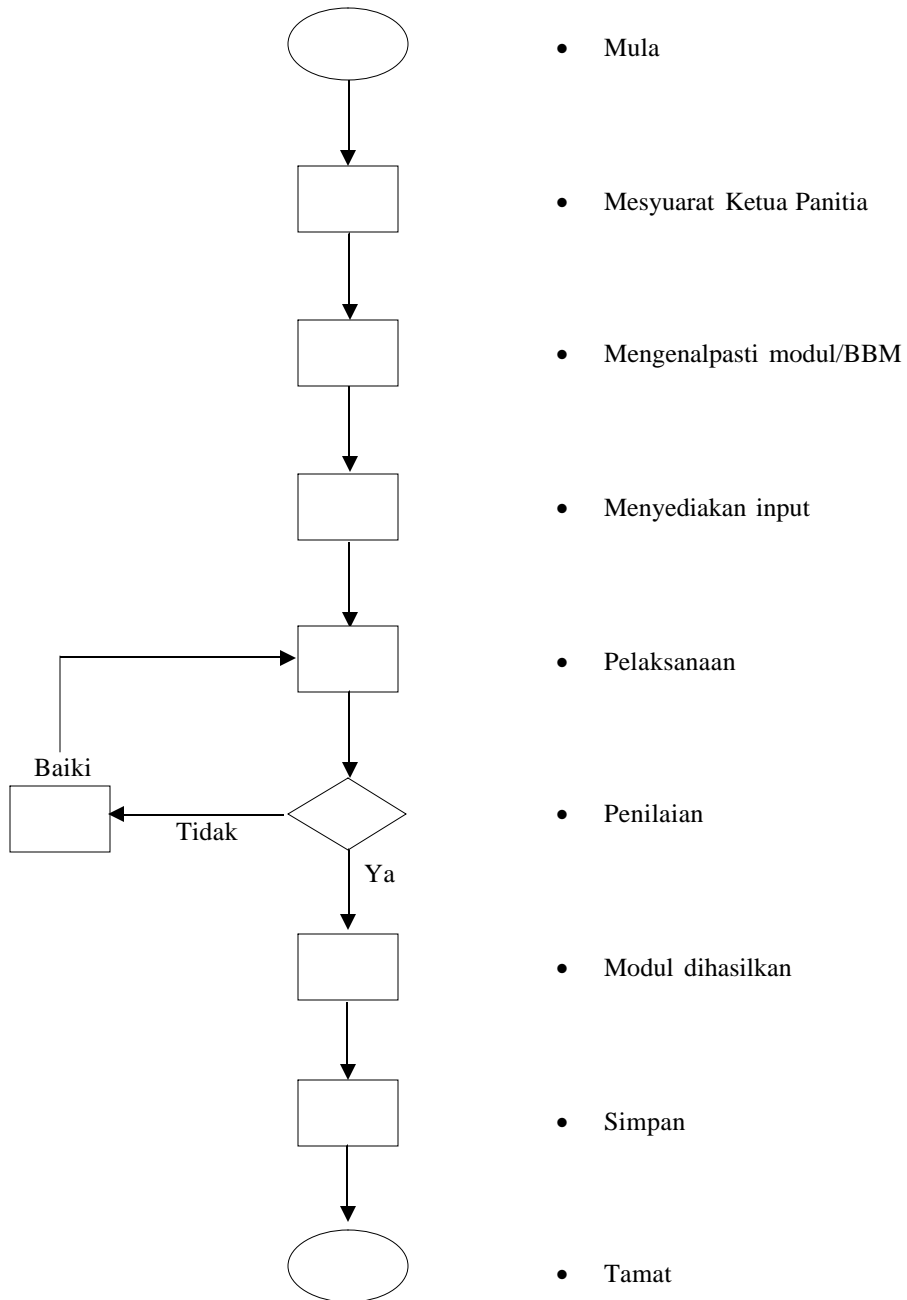 Mula
Mesyuarat Ketua Panitia
Mengenalpasti modul/BBM
Menyediakan input
Pelaksanaan
Baiki
Tidak
Penilaian
Ya
Modul dihasilkan
Simpan
Tamat